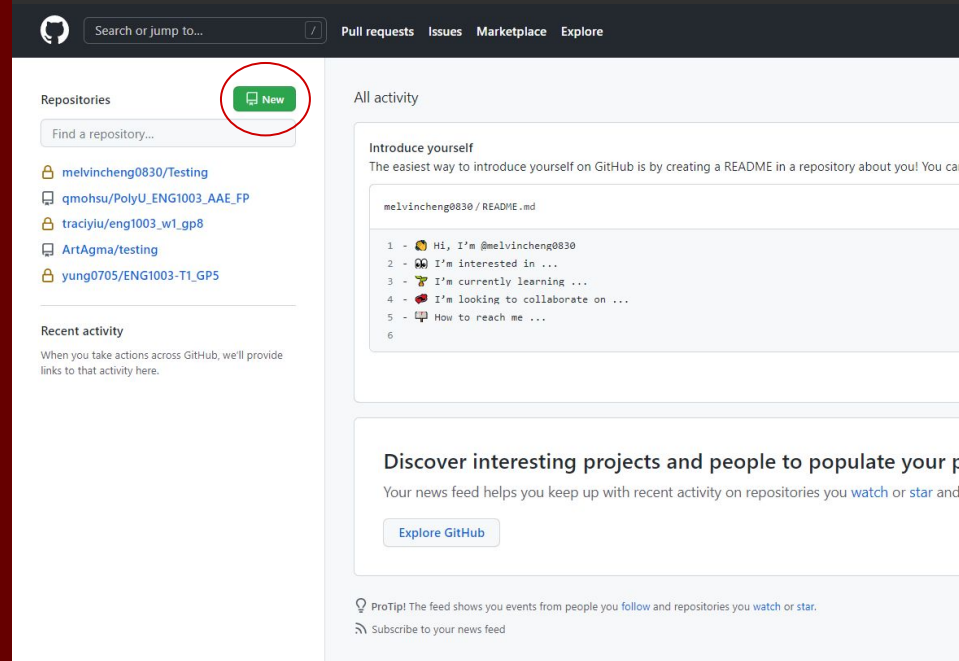 Search or jump to... /
Pull requests Issues Marketplace Explore
Repositories
New
Find a repository...
melvincheng0830/Testing
qmohsu/PolyU_ENG1003_AAE_FP
traciyiu/eng1003_w1_gp8
ArtAgma/testing
yung0705/ENG1003-T1_GP5
Recent activity
When you take actions across GitHub, we'll provide
links to that activity here.
All activity
Introduce yourself
The easiest way to introduce yourself on GitHub is by creating a README in a repository about you! You
melvincheng0830 / README.md
1 - 👋 Hi, I'm @melvincheng0830
2 - 👀 I'm interested in ...
3 - 🌱 I'm currently learning ...
4 - 💞️ I'm looking to collaborate on ...
5 - 📫 How to reach me ...
6
Discover interesting projects and people to populate your
Your news feed helps you keep up with recent activity on repositories you watch or star and
Explore GitHub
ProTip! The feed shows you events from people you follow and repositories you watch or star.
Subscribe to your news feed